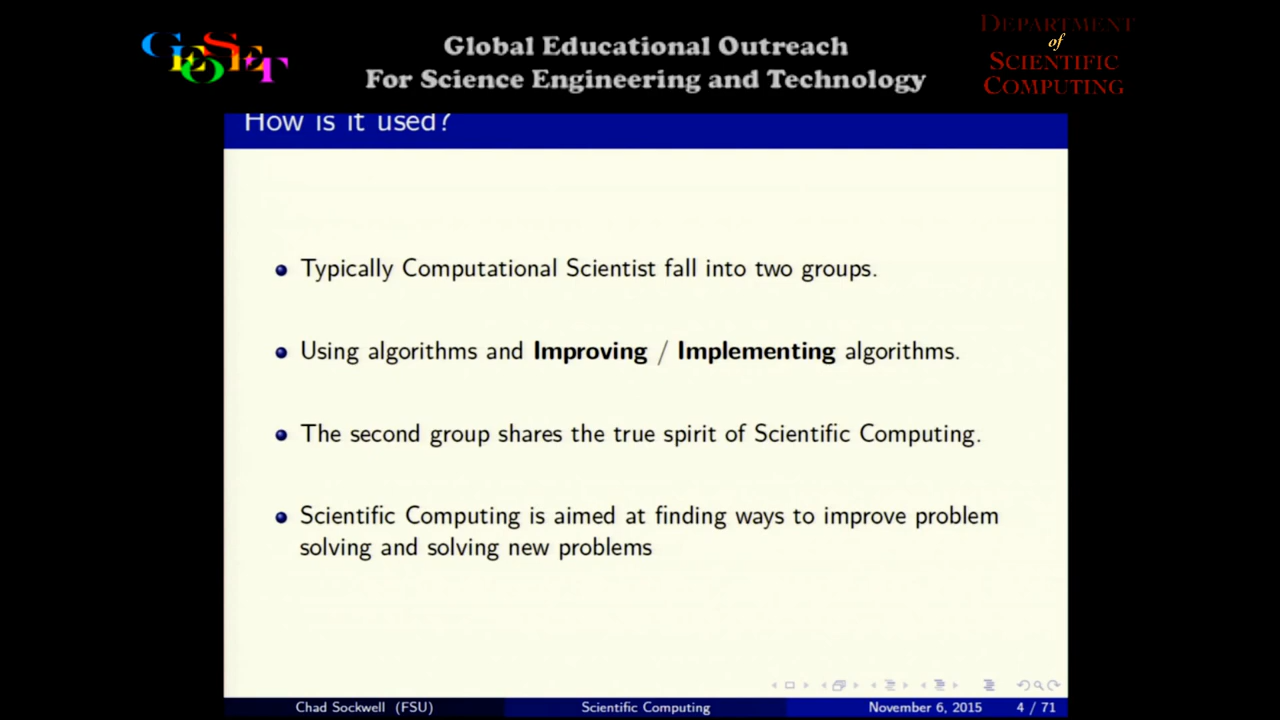 GEOSET
Global Educational Outreach
For Science Engineering and Technology
DEPARTMENT
of
SCIENTIFIC
COMPUTING
How is it used?
Typically Computational Scientist fall into two groups.
Using algorithms and Improving / Implementing algorithms.
The second group shares the true spirit of Scientific Computing.
Scientific Computing is aimed at finding ways to improve problem
solving and solving new problems
Chad Sockwell (FSU) Scientific Computing November 6, 2015 4 / 71